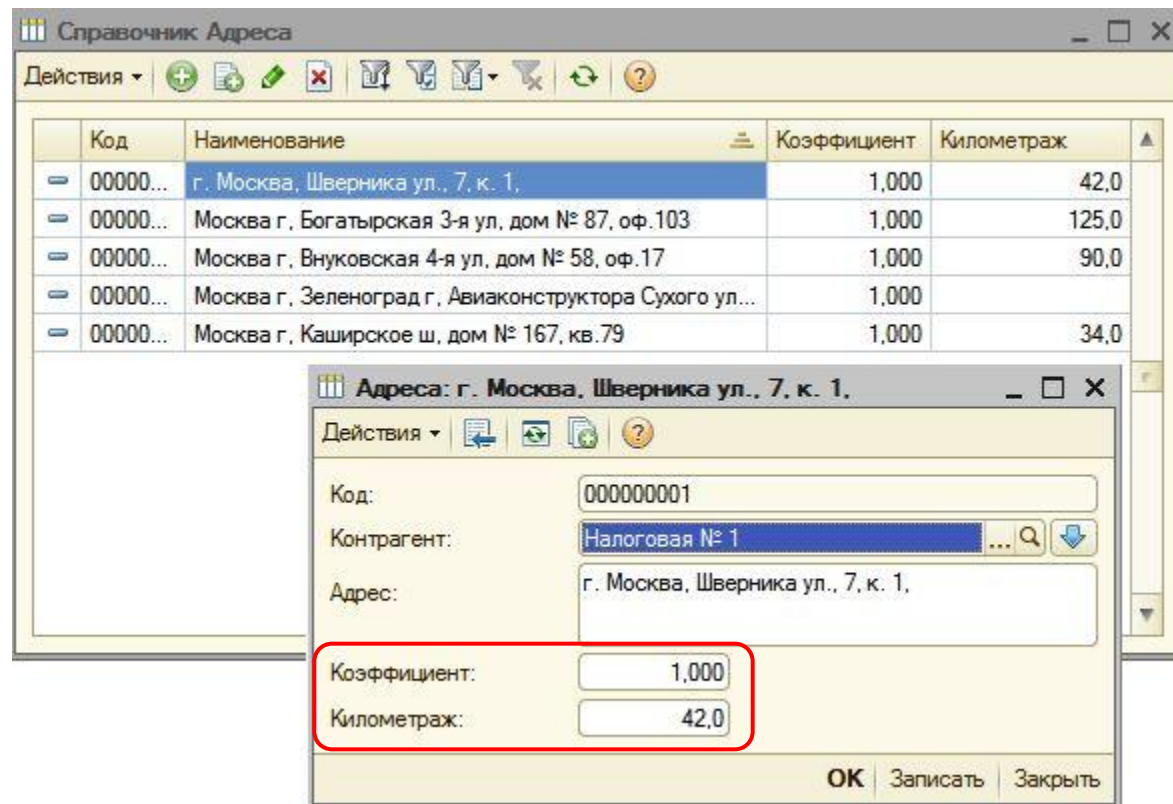 Справочник Адреса
Действия
Код Наименование Коэффициент Километраж
00000... г. Москва, Шверника ул., 7, к. 1, 1,000 42,0
00000... Москва г, Богатырская 3-я ул, дом № 87, оф.103 1,000 125,0
00000... Москва г, Внуковская 4-я ул, дом № 58, оф.17 1,000 90,0
00000... Москва г, Зеленоград г, Авиаконструктора Сухого ул... 1,000
00000... Москва г, Каширское ш, дом № 167, кв.79 1,000 34,0
Адреса: г. Москва, Шверника ул., 7, к. 1,
Действия
Код: 000000001
Контрагент: Налоговая № 1 ...
Адрес: г. Москва, Шверника ул., 7, к. 1,
Коэффициент: 1,000
Километраж: 42,0
OK Записать Закрыть